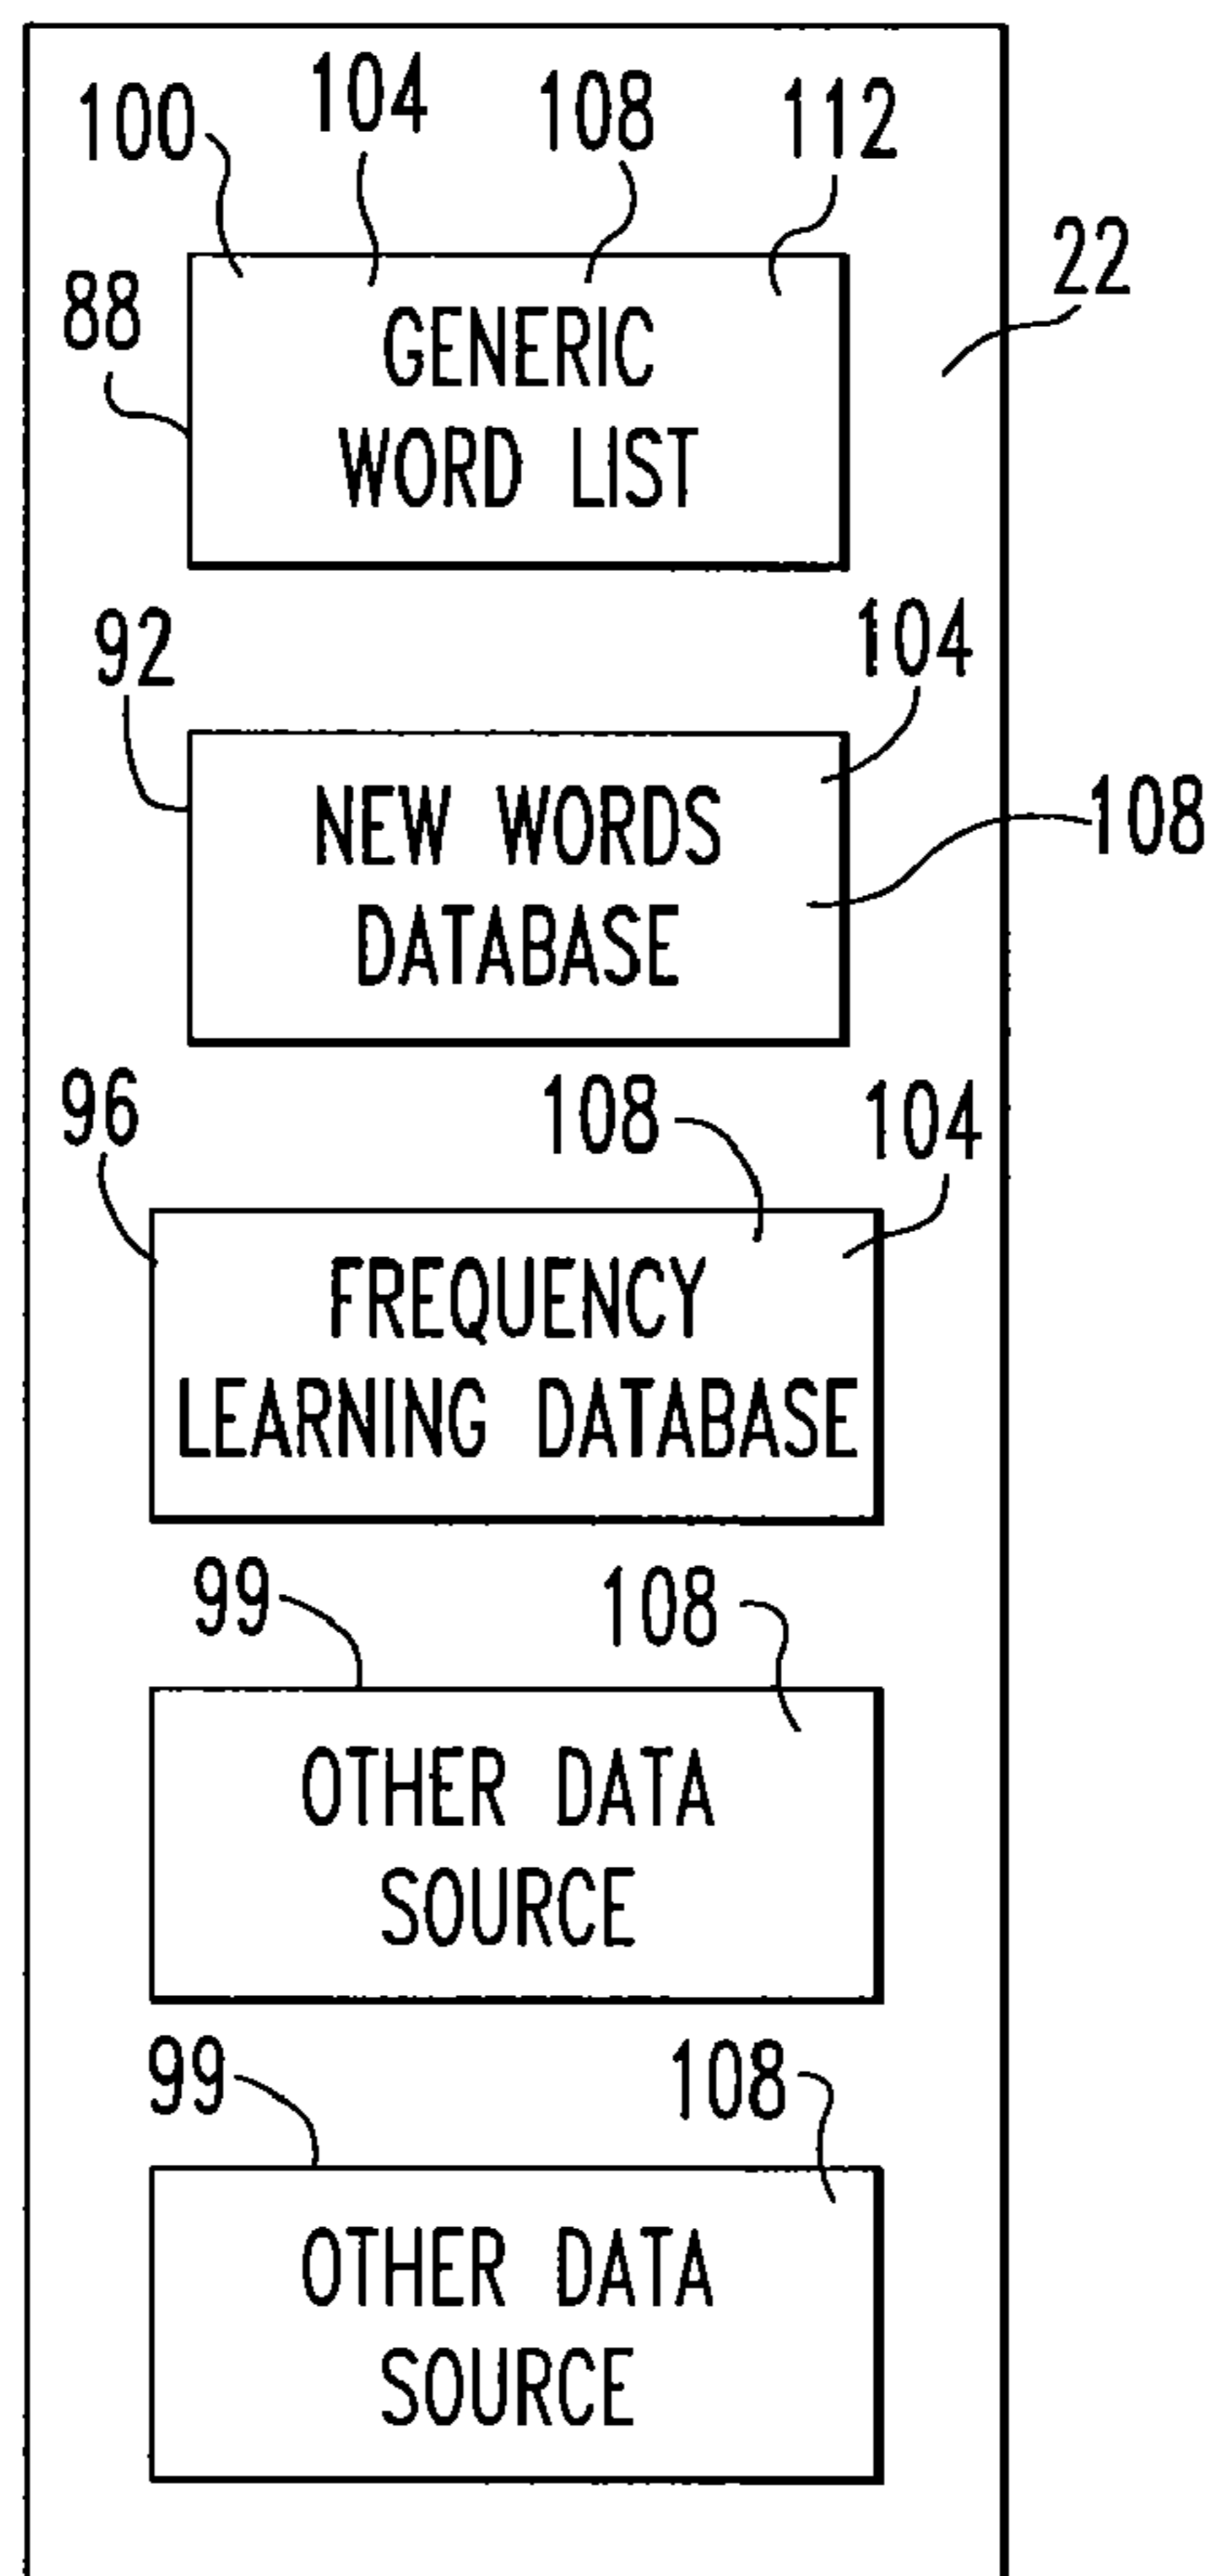 100 104 108 112
22
88
GENERIC
WORD LIST
92 104
NEW WORDS
DATABASE
108
96 108 104
FREQUENCY
LEARNING DATABASE
99 108
OTHER DATA
SOURCE
99 108
OTHER DATA
SOURCE